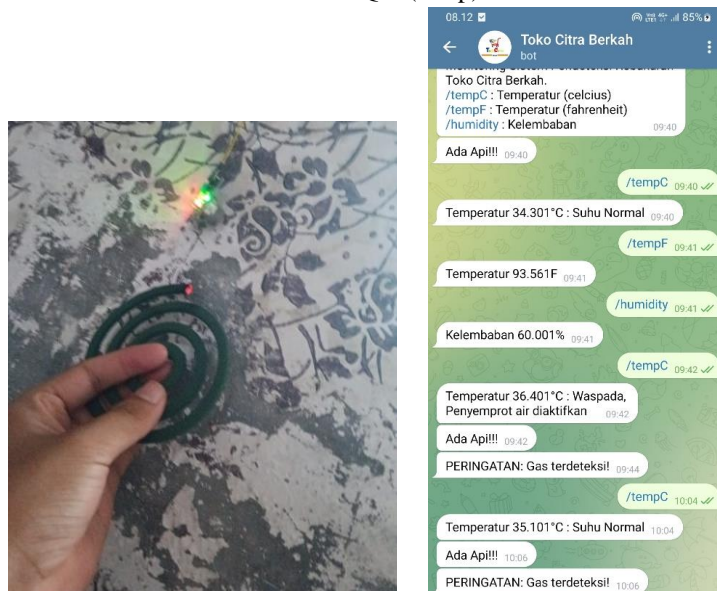 08.12
85%
Toko Citra Berkah
bot
Toko Citra Berkah.
/tempC : Temperatur (celcius)
/tempF : Temperatur (fahrenheit)
/humidity : Kelembaban 09:40
Ada Api!!! 09:40
/tempC 09:40
Temperatur 34.301°C : Suhu Normal 09:40
/tempF 09:41
Temperatur 93.561F 09:41
/humidity 09:41
Kelembaban 60.001% 09:41
/tempC 09:42
Temperatur 36.401°C : Waspada,
Penyemprot air diaktifkan 09:42
Ada Api!!! 09:42
PERINGATAN: Gas terdeteksi! 09:44
/tempC 10:04
Temperatur 35.101°C : Suhu Normal 10:04
Ada Api!!! 10:06
PERINGATAN: Gas terdeteksi! 10:06